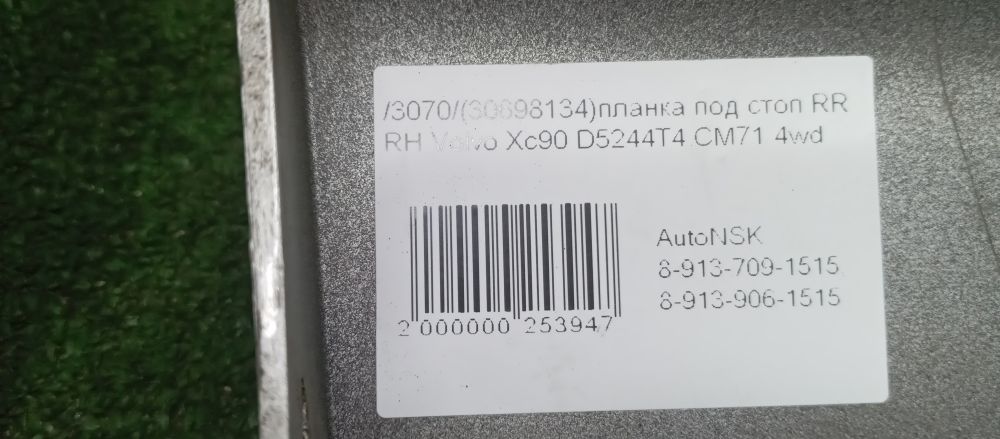 /3070/(30698134)планка под стоп RR
RH Volvo Xc90 D5244T4 CM71 4wd
AutoNSK
8-913-709-1515
8-913-906-1515
2 000000 253947